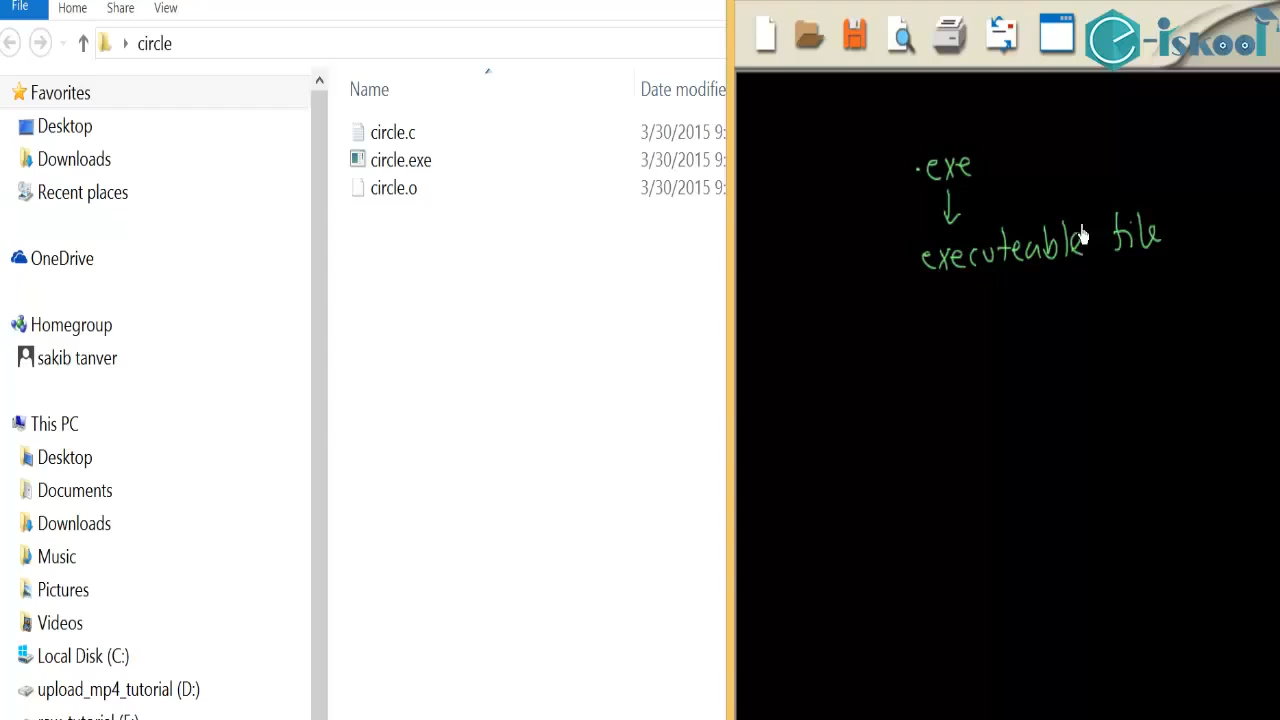 File Home Share View
circle
Favorites
Desktop
Downloads
Recent places
OneDrive
Homegroup
sakib tanver
This PC
Desktop
Documents
Downloads
Music
Pictures
Videos
Local Disk (C:)
upload_mp4_tutorial (D:)
Name Date modifie
circle.c 3/30/2015 9:
circle.exe 3/30/2015 9:
circle.o 3/30/2015 9:
e-iskool
.exe
executeable file